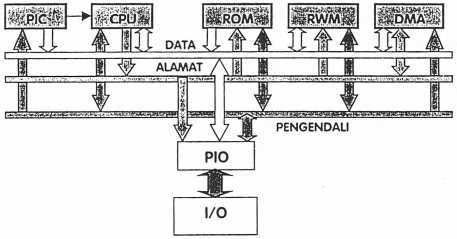 PIC CPU ROM RWM DMA
DATA
ALAMAT
PENGENDALI
PIO
I/O